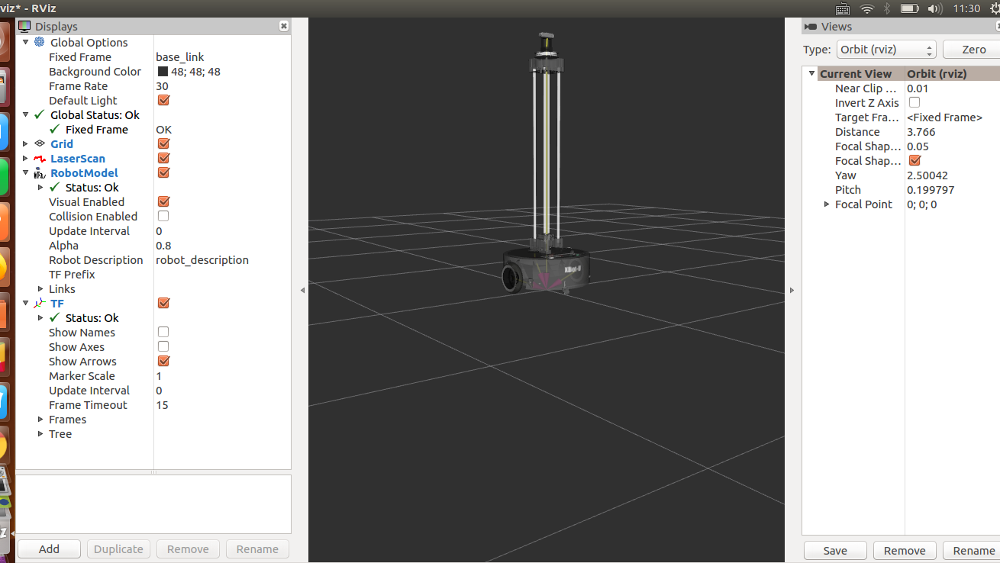 viz* - RViz
11:30
Displays
Global Options
Fixed Frame base_link
Background Color 48; 48; 48
Frame Rate 30
Default Light
Global Status: Ok
Fixed Frame OK
Grid
LaserScan
RobotModel
Status: Ok
Visual Enabled
Collision Enabled
Update Interval 0
Alpha 0.8
Robot Description robot_description
TF Prefix
Links
TF
Status: Ok
Show Names
Show Axes
Show Arrows
Marker Scale 1
Update Interval 0
Frame Timeout 15
Frames
Tree
Add Duplicate Remove Rename
XBot-U
Views
Type: Orbit (rviz) Zero
Current View Orbit (rviz)
Near Clip ... 0.01
Invert Z Axis
Target Fra... <Fixed Frame>
Distance 3.766
Focal Shap... 0.05
Focal Shap...
Yaw 2.50042
Pitch 0.199797
Focal Point 0; 0; 0
Save Remove Rename